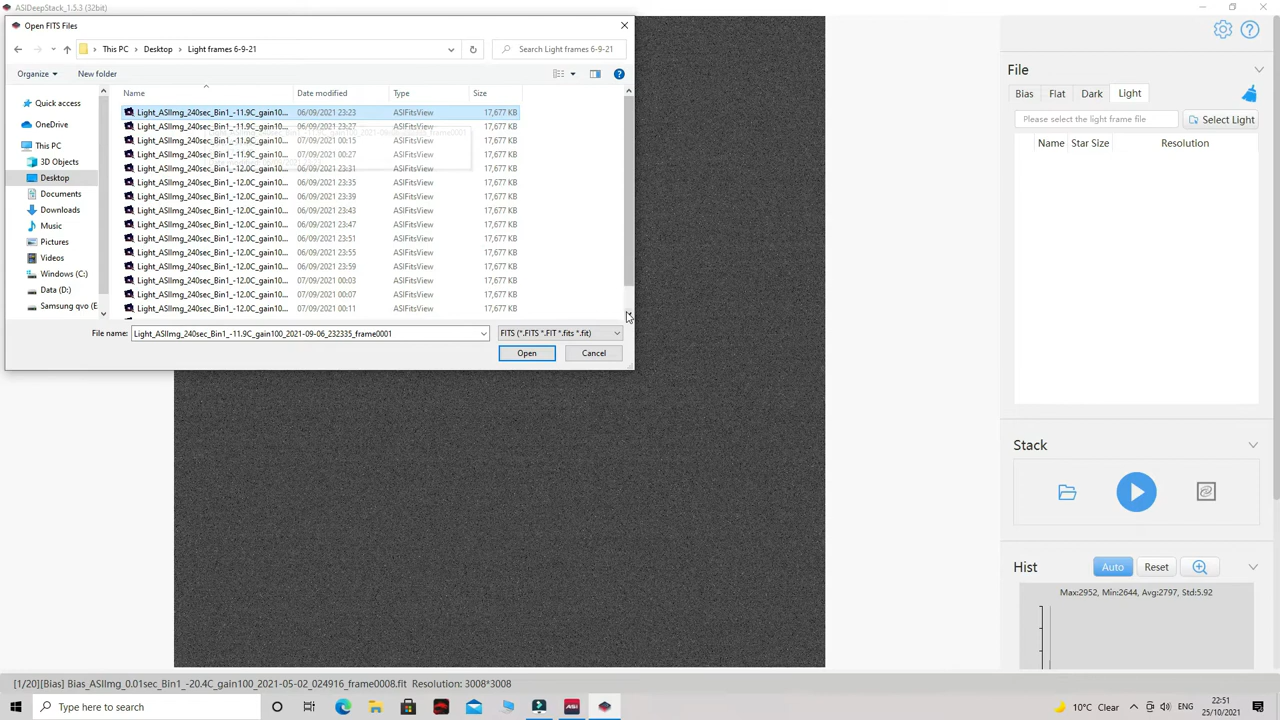 ASIDeepStack_1.5.3 (32bit)
Open FITS Files
This PC
Desktop
Light frames 6-9-21
Search Light frames 6-9-21
Organize
New folder
Name
Date modified
Type
Size
Quick access
OneDrive
This PC
3D Objects
Desktop
Documents
Downloads
Music
Pictures
Videos
Windows (C:)
Data (D:)
Samsung qvo (E
Light_ASIImg_240sec_Bin1_-11.9C_gain10... 06/09/2021 23:23 ASIFitsView 17,677 KB
Light_ASIImg_240sec_Bin1_-11.9C_gain10... 06/09/2021 23:27 ASIFitsView 17,677 KB
Light_ASIImg_240sec_Bin1_-11.9C_gain10... 07/09/2021 00:15 ASIFitsView 17,677 KB
Light_ASIImg_240sec_Bin1_-11.9C_gain10... 07/09/2021 00:27 ASIFitsView 17,677 KB
Light_ASIImg_240sec_Bin1_-12.0C_gain10... 06/09/2021 23:31 ASIFitsView 17,677 KB
Light_ASIImg_240sec_Bin1_-12.0C_gain10... 06/09/2021 23:35 ASIFitsView 17,677 KB
Light_ASIImg_240sec_Bin1_-12.0C_gain10... 06/09/2021 23:39 ASIFitsView 17,677 KB
Light_ASIImg_240sec_Bin1_-12.0C_gain10... 06/09/2021 23:43 ASIFitsView 17,677 KB
Light_ASIImg_240sec_Bin1_-12.0C_gain10... 06/09/2021 23:47 ASIFitsView 17,677 KB
Light_ASIImg_240sec_Bin1_-12.0C_gain10... 06/09/2021 23:51 ASIFitsView 17,677 KB
Light_ASIImg_240sec_Bin1_-12.0C_gain10... 06/09/2021 23:55 ASIFitsView 17,677 KB
Light_ASIImg_240sec_Bin1_-12.0C_gain10... 06/09/2021 23:59 ASIFitsView 17,677 KB
Light_ASIImg_240sec_Bin1_-12.0C_gain10... 07/09/2021 00:03 ASIFitsView 17,677 KB
Light_ASIImg_240sec_Bin1_-12.0C_gain10... 07/09/2021 00:07 ASIFitsView 17,677 KB
Light_ASIImg_240sec_Bin1_-12.0C_gain10... 07/09/2021 00:11 ASIFitsView 17,677 KB
File name:
Light_ASIImg_240sec_Bin1_-11.9C_gain100_2021-09-06_232335_frame0001
FITS (*.FITS *.FIT *.fits *.fit)
Open
Cancel
File
Bias
Flat
Dark
Light
Please select the light frame file
Select Light
Name
Star Size
Resolution
Stack
Hist
Auto
Reset
Max:2952, Min:2644, Avg:2797, Std:5.92
[1/20][Bias] Bias_ASIImg_0.01sec_Bin1_-20.4C_gain100_2021-05-02_024916_frame0008.fit Resolution: 3008*3008
Type here to search
ASI
10°C Clear
22:51
25/10/2021